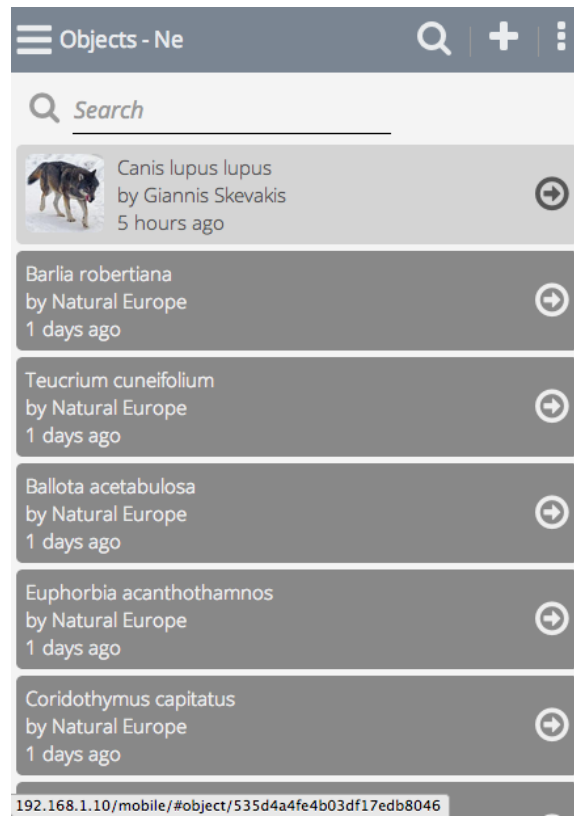 Objects - Ne
Search
Canis lupus lupus
by Giannis Skevakis
5 hours ago
Barlia robertiana
by Natural Europe
1 days ago
Teucrium cuneifolium
by Natural Europe
1 days ago
Ballota acetabulosa
by Natural Europe
1 days ago
Euphorbia acanthothamnos
by Natural Europe
1 days ago
Coridothymus capitatus
by Natural Europe
1 days ago
192.168.1.10/mobile/#object/535d4a4fe4b03df17edb8046